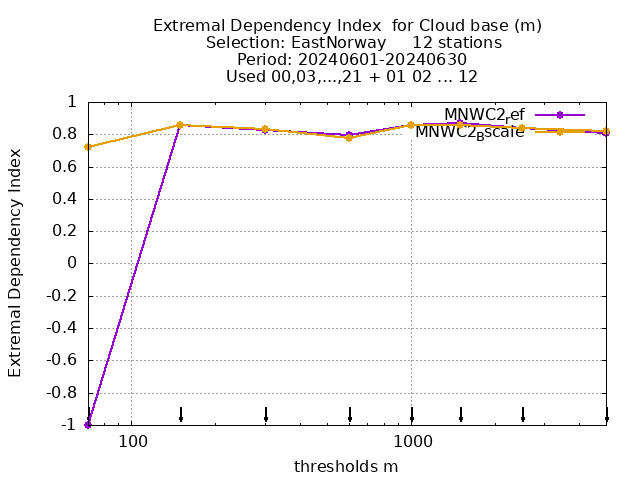 Extremal Dependency Index  for Cloud base (m)
Selection: EastNorway     12 stations
Period: 20240601-20240630
Used 00,03,...,21 + 01 02 ... 12
MNWC2_ref
MNWC2_Bscale
1
0.8
0.6
0.4
0.2
0
-0.2
-0.4
-0.6
-0.8
-1
Extremal Dependency Index
100
1000
thresholds m